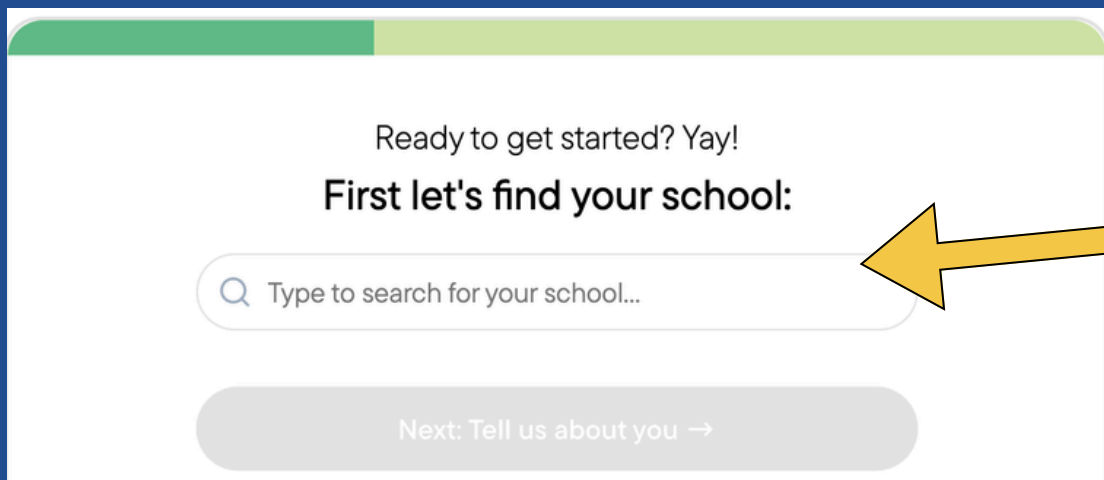 Ready to get started? Yay!
First let's find your school:
Type to search for your school...
Next: Tell us about you →